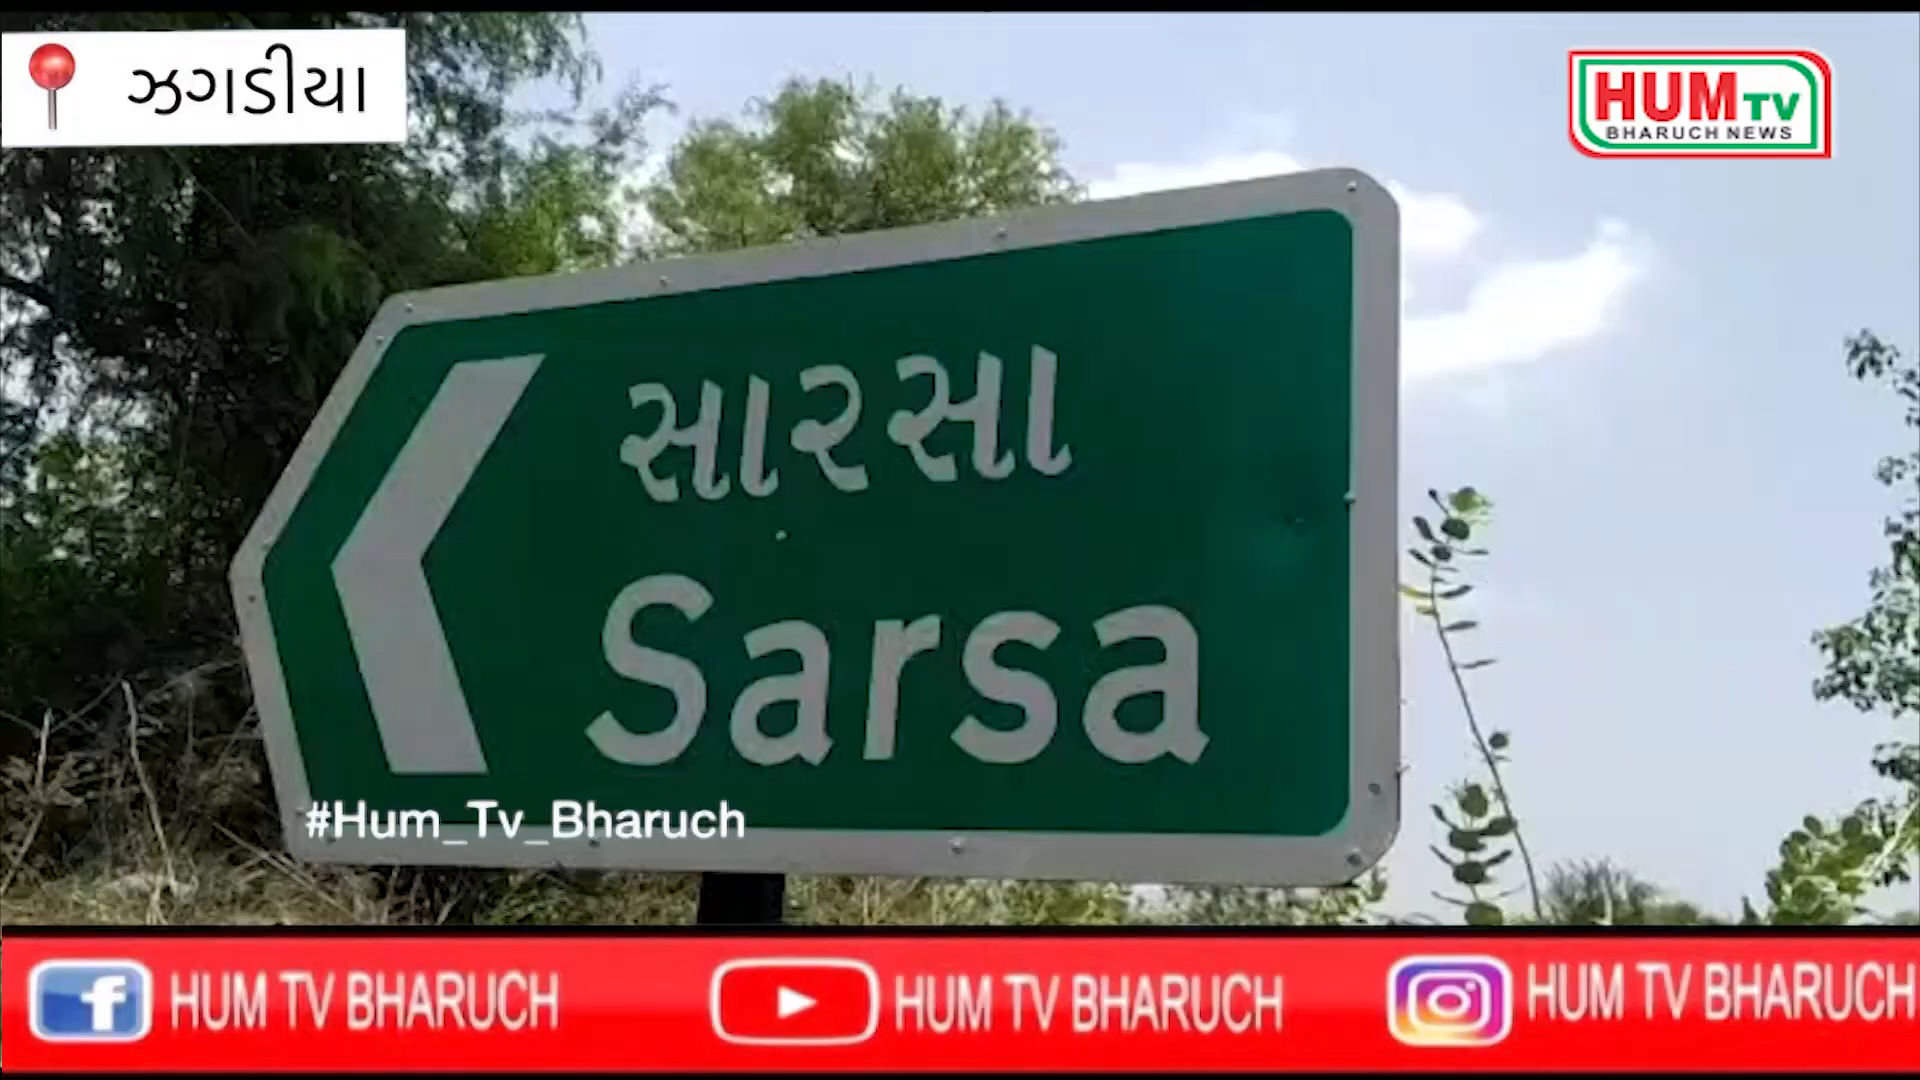 ઝગડીયા
HUM TV
BHARUCH NEWS
સારસા
Sarsa
#Hum_Tv_Bharuch
HUM TV BHARUCH
HUM TV BHARUCH
HUM TV BHARUCH